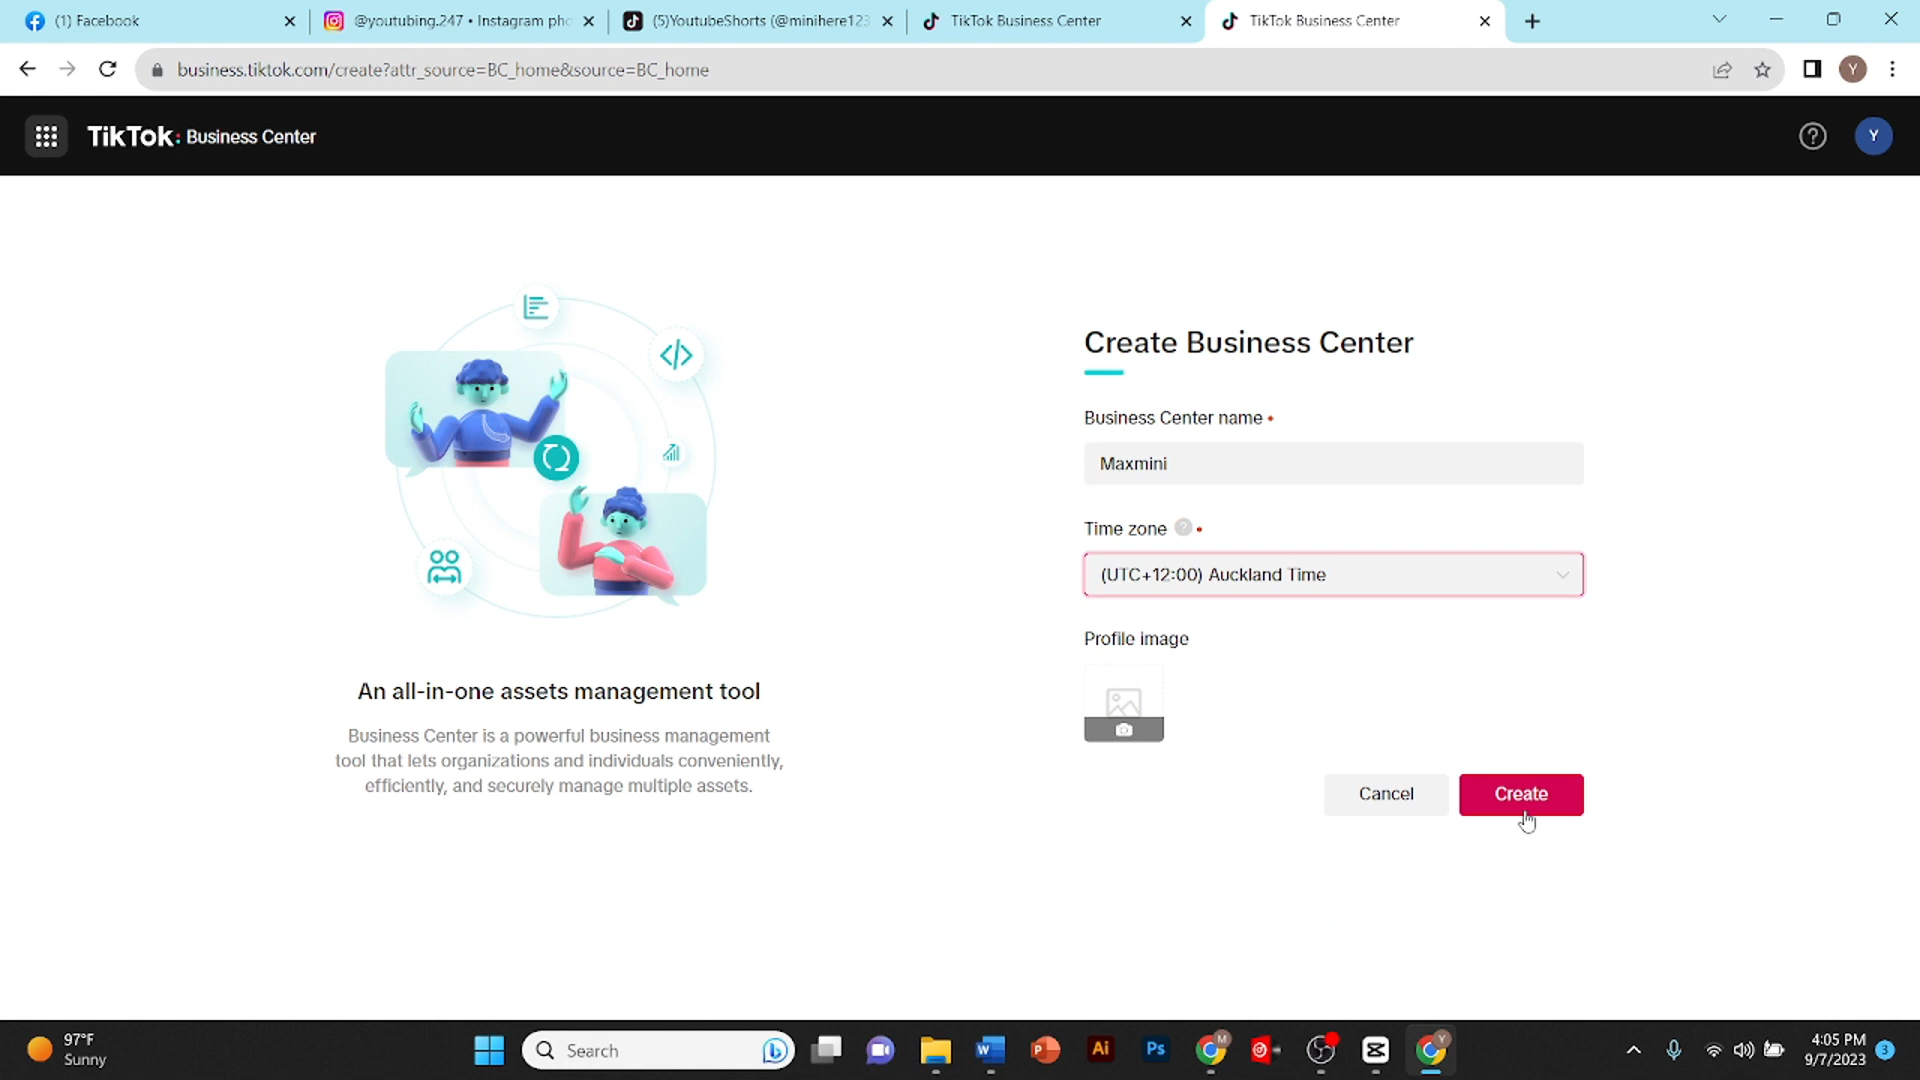 (1) Facebook
@youtubing.247 • Instagram pho
(5)YoutubeShorts (@minihere123
TikTok Business Center
TikTok Business Center
business.tiktok.com/create?attr_source=BC_home&source=BC_home
Y
TikTok: Business Center
Y
Create Business Center
Business Center name
Maxmini
Time zone
(UTC+12:00) Auckland Time
Profile image
An all-in-one assets management tool
Business Center is a powerful business management
tool that lets organizations and individuals conveniently,
efficiently, and securely manage multiple assets.
Cancel
Create
97°F
Sunny
Search
Ai
Ps
M
Y
4:05 PM
9/7/2023
3